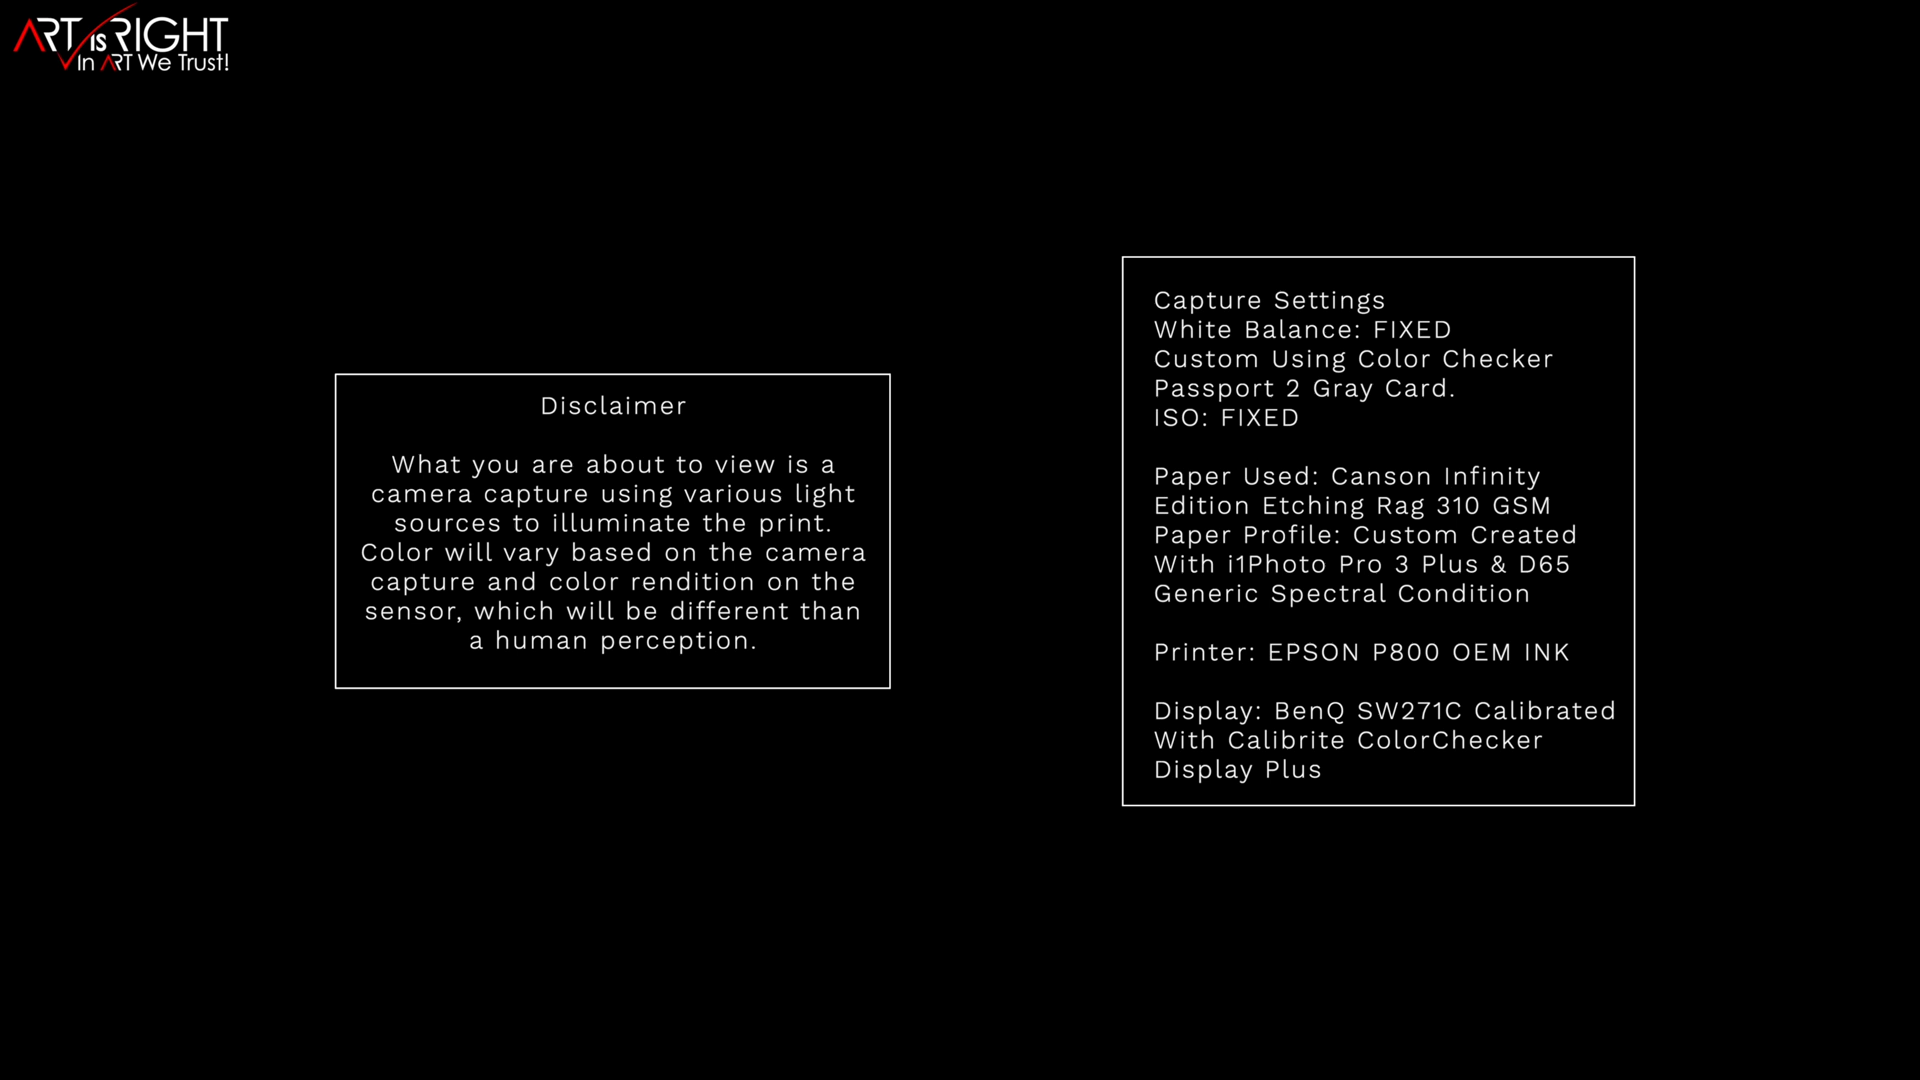 ART is RIGHT
In ART We Trust!
Disclaimer
What you are about to view is a
camera capture using various light
sources to illuminate the print.
Color will vary based on the camera
capture and color rendition on the
sensor, which will be different than
a human perception.
Capture Settings
White Balance: FIXED
Custom Using Color Checker
Passport 2 Gray Card.
ISO: FIXED
Paper Used: Canson Infinity
Edition Etching Rag 310 GSM
Paper Profile: Custom Created
With i1Photo Pro 3 Plus & D65
Generic Spectral Condition
Printer: EPSON P800 OEM INK
Display: BenQ SW271C Calibrated
With Calibrite ColorChecker
Display Plus